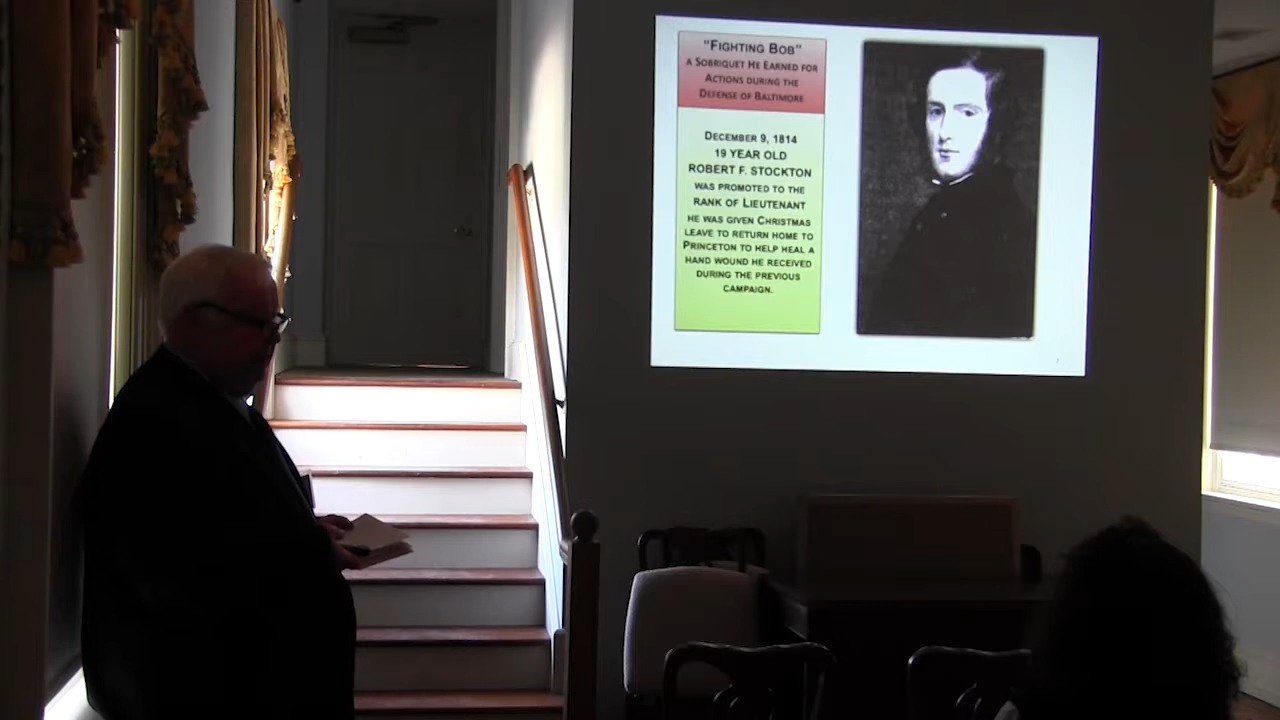 "Fighting Bob"
a Sobriquet He Earned for
Actions during the
Defense of Baltimore
December 9, 1814
19 year old
Robert F. Stockton
was promoted to the
rank of Lieutenant
he was given Christmas
leave to return home to
Princeton to help heal a
hand wound he received
during the previous
campaign.